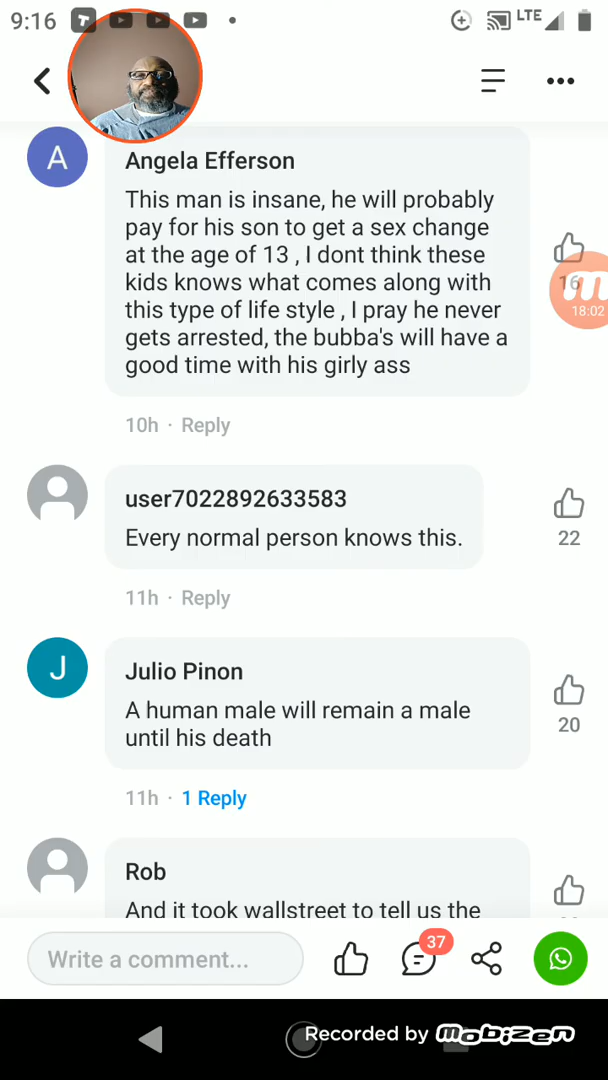 9:16
LTE
Angela Efferson
This man is insane, he will probably
pay for his son to get a sex change
at the age of 13 , I dont think these
kids knows what comes along with
this type of life style , I pray he never
gets arrested, the bubba's will have a
good time with his girly ass
16
18:02
10h · Reply
user7022892633583
Every normal person knows this.
22
11h · Reply
Julio Pinon
A human male will remain a male
until his death
20
11h · 1 Reply
Rob
And it took wallstreet to tell us the
Write a comment...
37
Recorded by mobizen